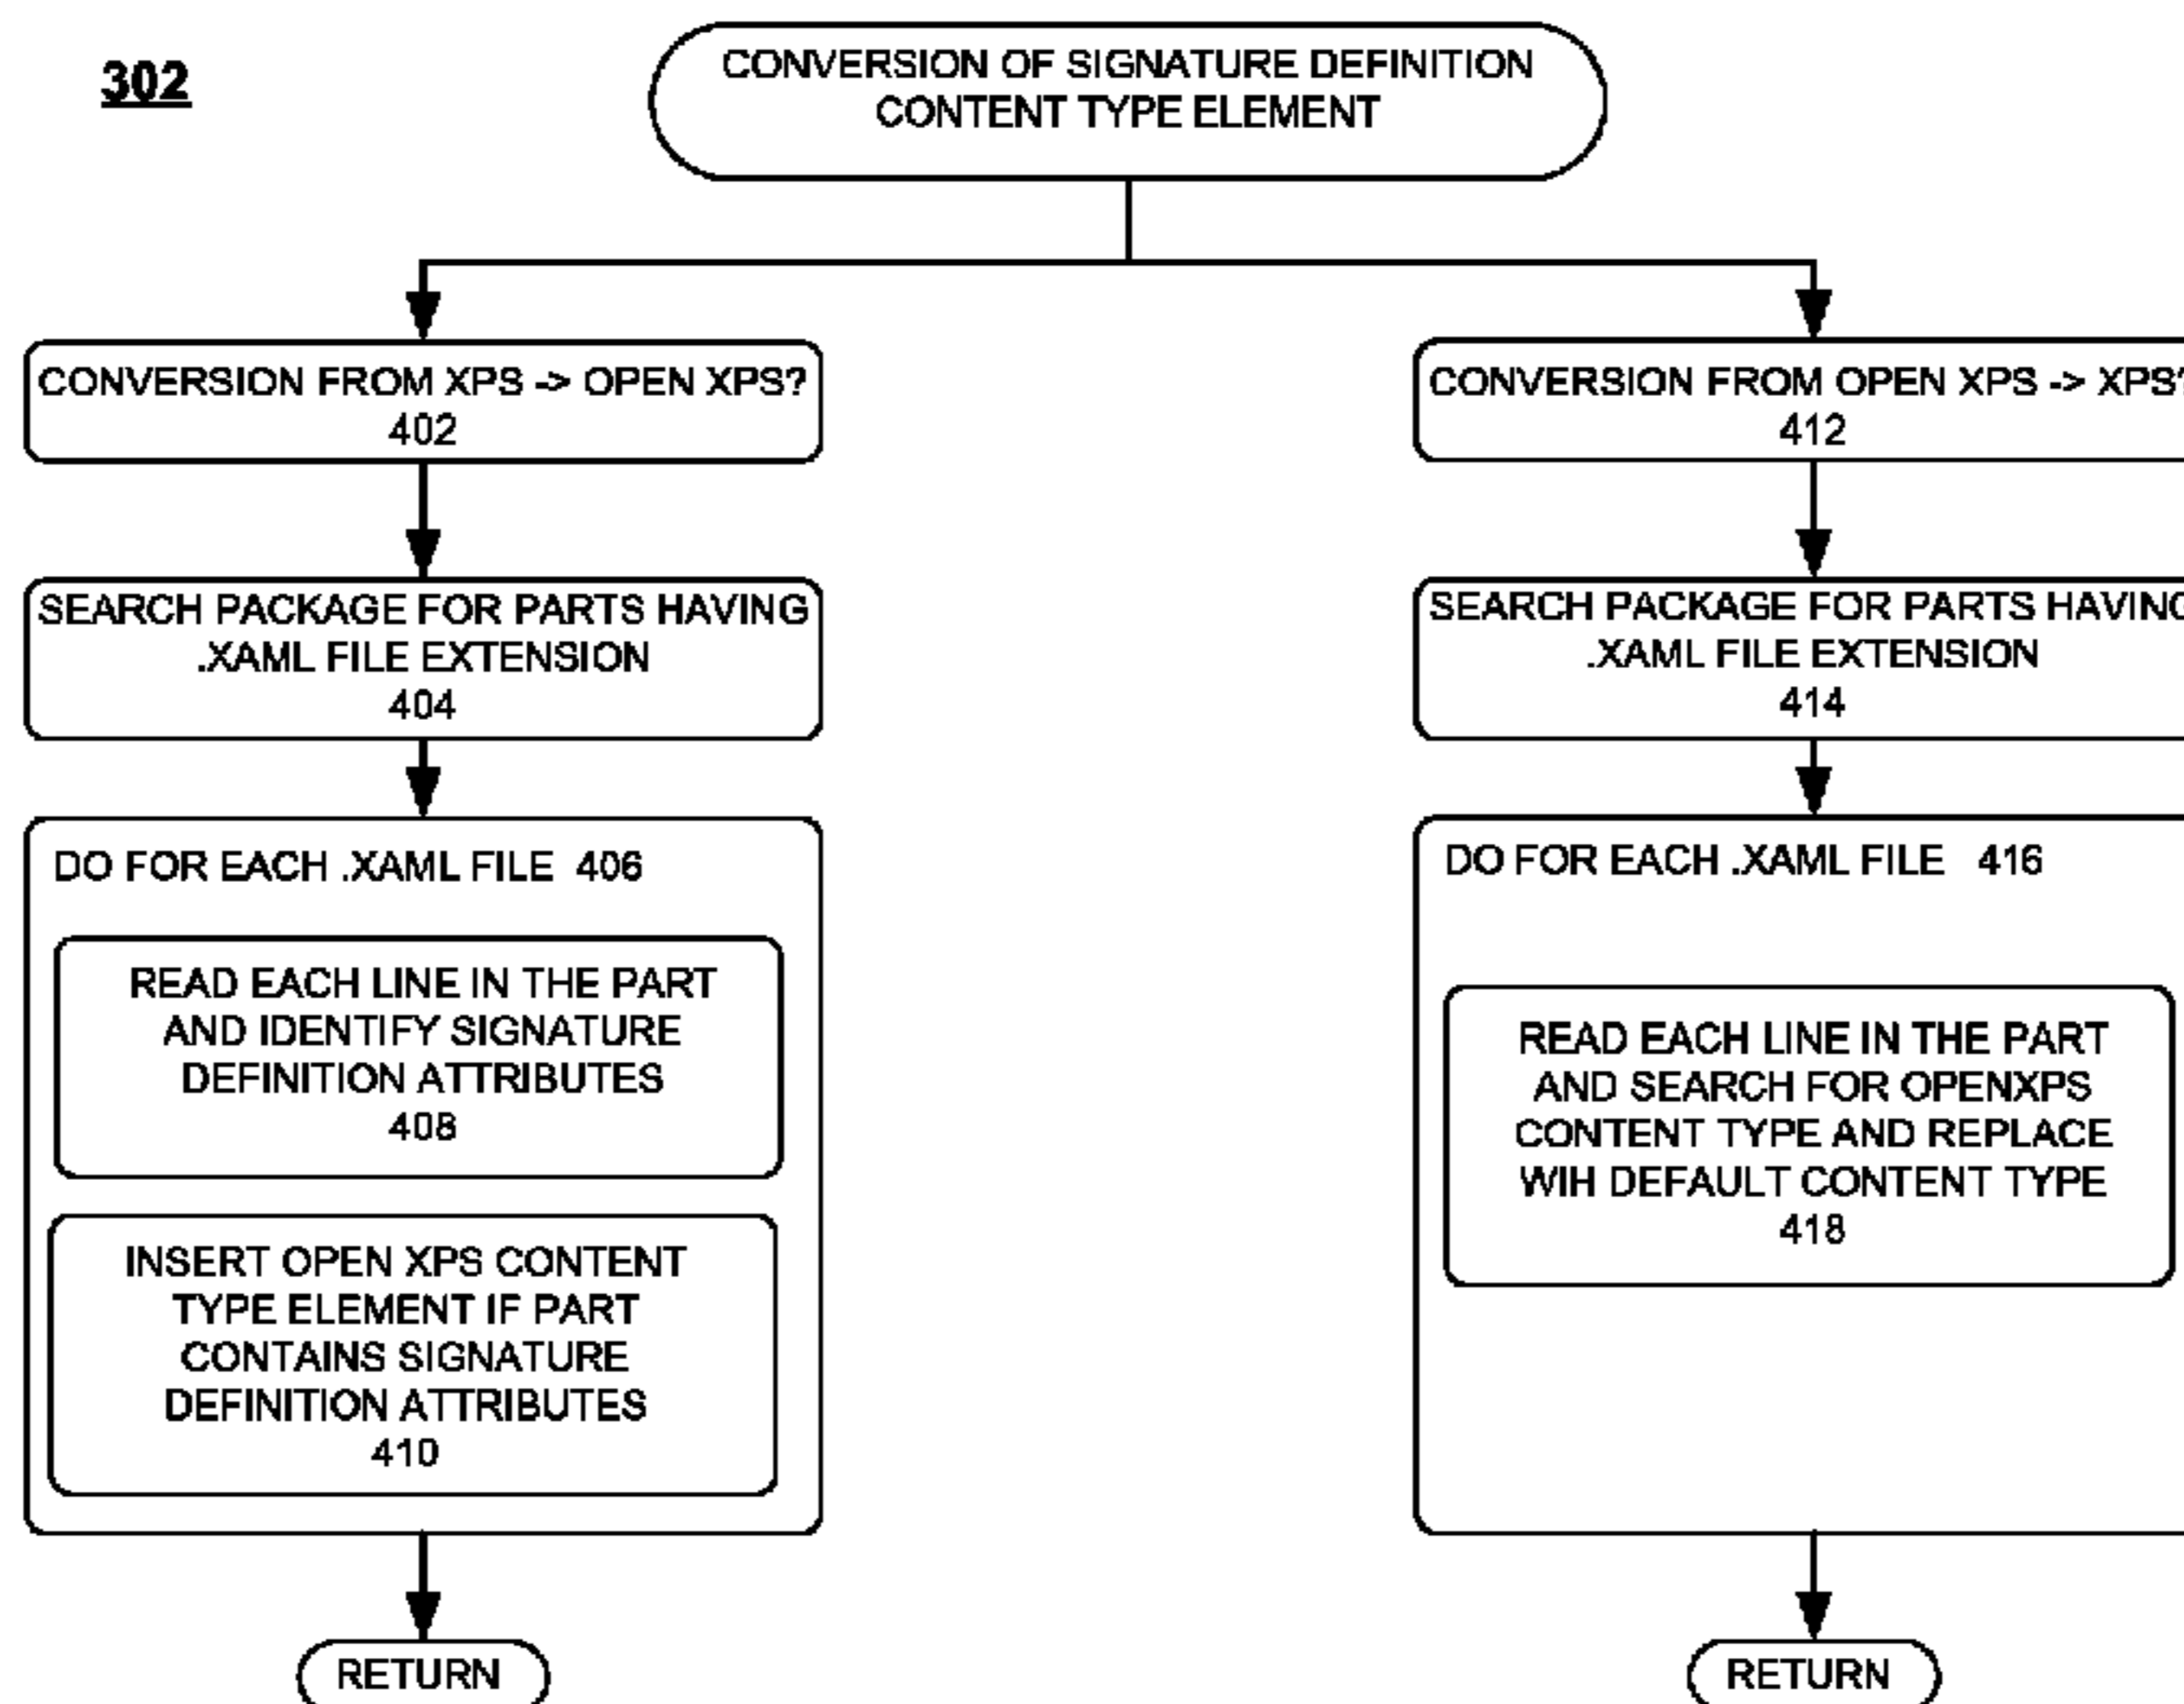 302
CONVERSION OF SIGNATURE DEFINITION
CONTENT TYPE ELEMENT
CONVERSION FROM XPS -> OPEN XPS?
402
SEARCH PACKAGE FOR PARTS HAVING
.XAML FILE EXTENSION
404
DO FOR EACH .XAML FILE 406
READ EACH LINE IN THE PART
AND IDENTIFY SIGNATURE
DEFINITION ATTRIBUTES
408
INSERT OPEN XPS CONTENT
TYPE ELEMENT IF PART
CONTAINS SIGNATURE
DEFINITION ATTRIBUTES
410
RETURN
CONVERSION FROM OPEN XPS -> XPS?
412
SEARCH PACKAGE FOR PARTS HAVING
.XAML FILE EXTENSION
414
DO FOR EACH .XAML FILE 416
READ EACH LINE IN THE PART
AND SEARCH FOR OPENXPS
CONTENT TYPE AND REPLACE
WIH DEFAULT CONTENT TYPE
418
RETURN